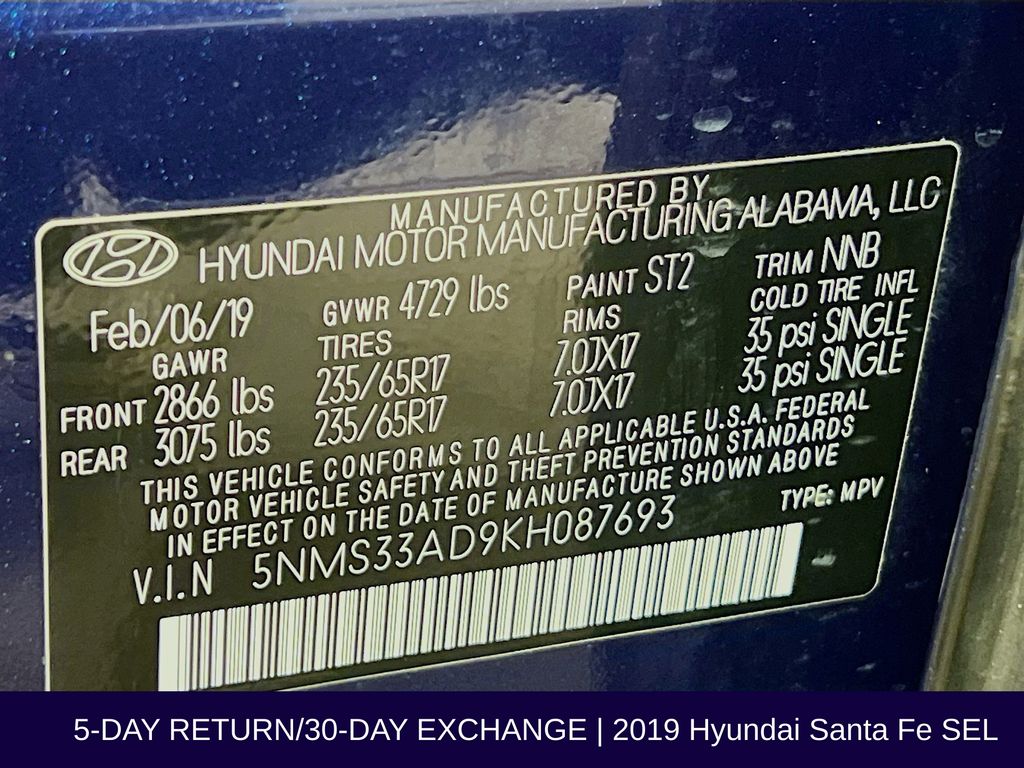 MANUFACTURED BY
HYUNDAI MOTOR MANUFACTURING ALABAMA, LLC
Feb/06/19 GVWR 4729 lbs PAINT ST2 TRIM NNB
GAWR TIRES RIMS COLD TIRE INFL
FRONT 2866 lbs 235/65R17 7.0JX17 35 psi SINGLE
REAR 3075 lbs 235/65R17 7.0JX17 35 psi SINGLE
THIS VEHICLE CONFORMS TO ALL APPLICABLE U.S.A. FEDERAL
MOTOR VEHICLE SAFETY AND THEFT PREVENTION STANDARDS
IN EFFECT ON THE DATE OF MANUFACTURE SHOWN ABOVE
V.I.N 5NMS33AD9KH087693 TYPE: MPV
5-DAY RETURN/30-DAY EXCHANGE | 2019 Hyundai Santa Fe SEL